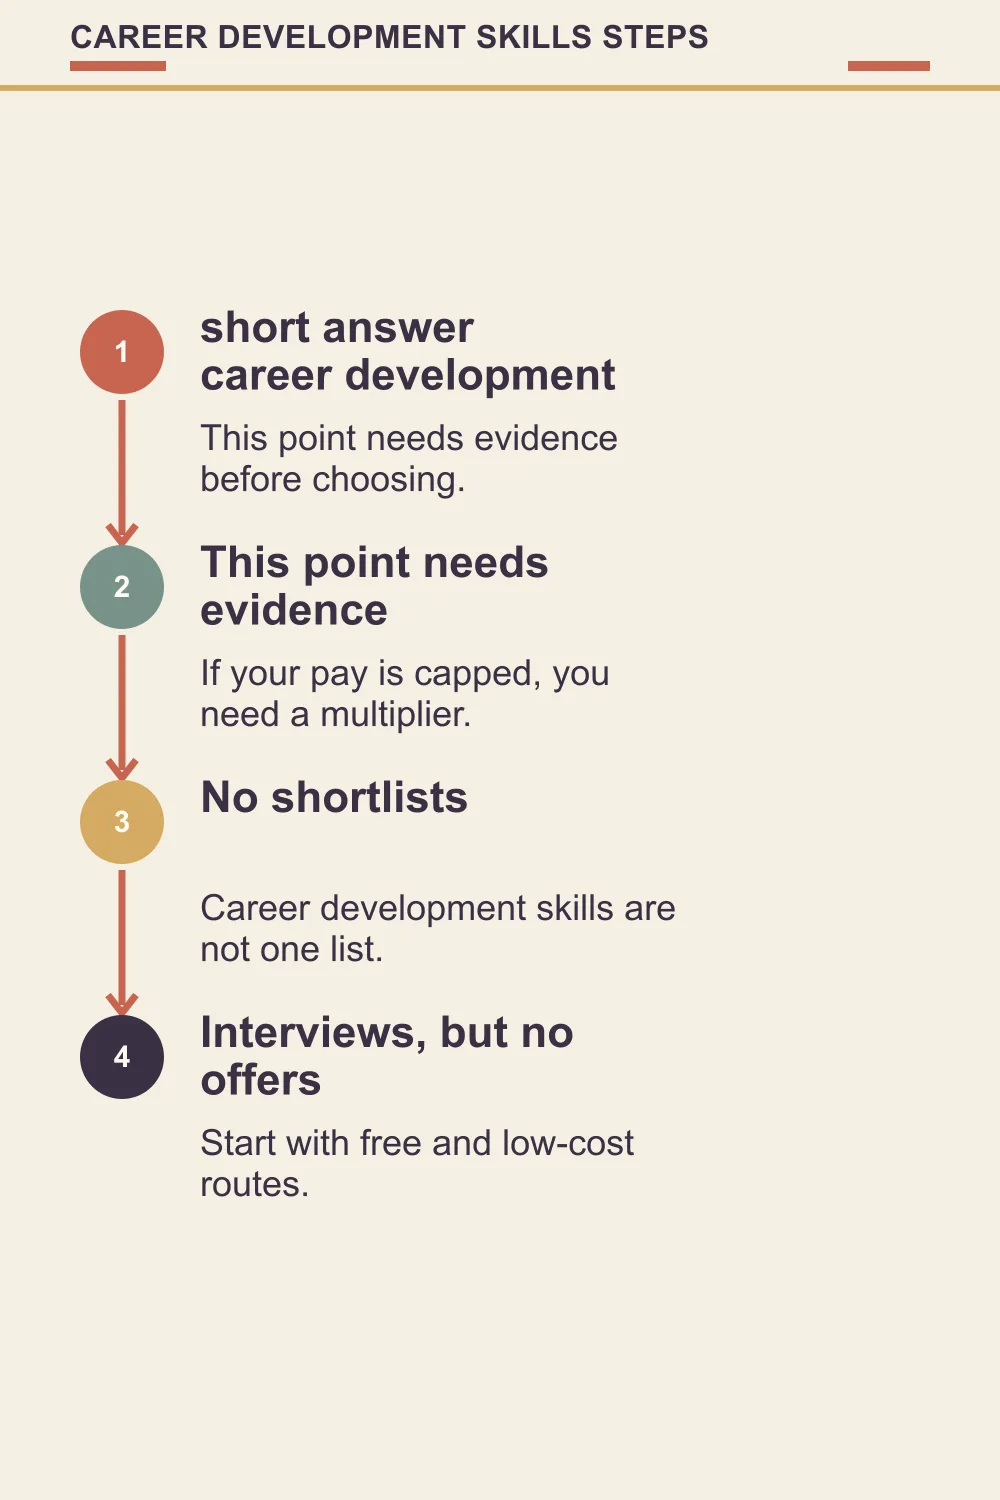 CAREER DEVELOPMENT SKILLS STEPS
1
short answer
career development
This point needs evidence
before choosing.
2
This point needs
evidence
If your pay is capped, you
need a multiplier.
3
No shortlists
Career development skills are
not one list.
4
Interviews, but no
offers
Start with free and low-cost
routes.